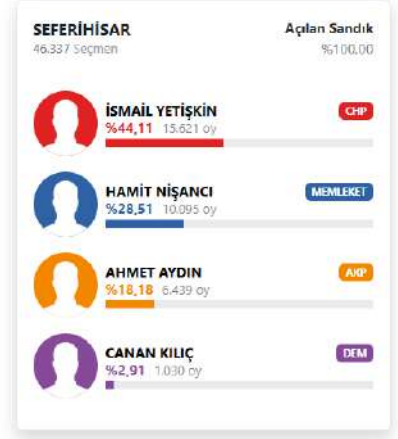 SEFERİHİSAR
Açılan Sandık
46.337 Seçmen
%100,00
İSMAİL YETİŞKİN
CHP
%44,11 15.621 oy
HAMİT NİŞANCI
MEMLEKET
%28,51 10.095 oy
AHMET AYDIN
AKP
%18,18 6.439 oy
CANAN KILIÇ
DEM
%2,91 1.030 oy